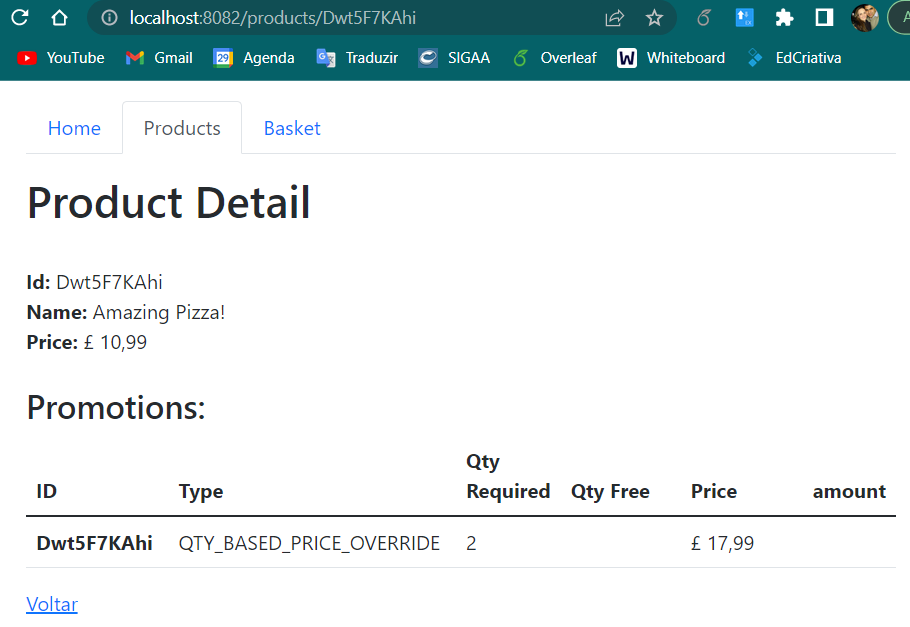 localhost:8082/products/Dwt5F7KAhi
YouTube Gmail 29 Agenda Traduzir SIGAA Overleaf W Whiteboard EdCriativa
Home Products Basket
Product Detail
Id: Dwt5F7KAhi
Name: Amazing Pizza!
Price: £ 10,99
Promotions:
ID Type Qty Required Qty Free Price amount
Dwt5F7KAhi QTY_BASED_PRICE_OVERRIDE 2 £ 17,99
Voltar